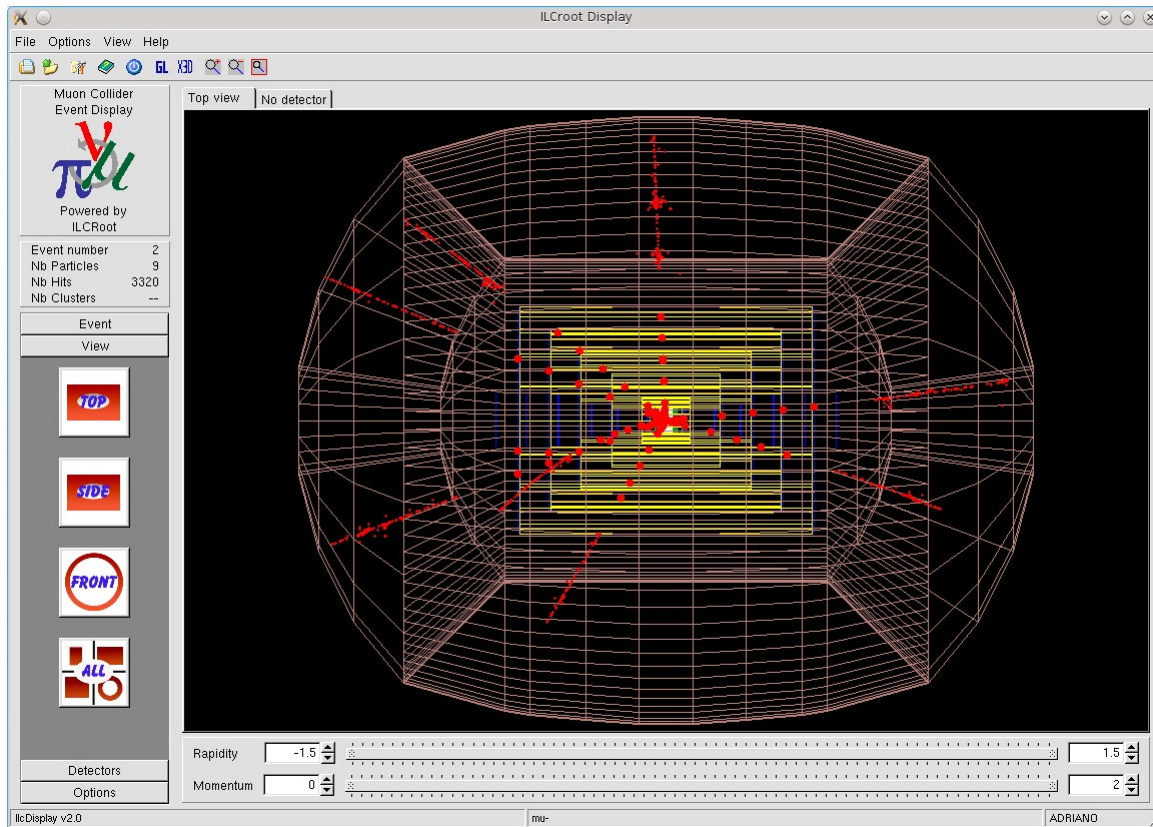 ILCroot Display
File Options View Help
GL X3D
Muon Collider
Event Display
Powered by
ILCRoot
Event number 2
Nb Particles 9
Nb Hits 3320
Nb Clusters --
Event
View
TOP
SIDE
FRONT
ALL
Detectors
Options
Top view No detector
Rapidity -1.5 1.5
Momentum 0 2
IlcDisplay v2.0 mu- ADRIANO